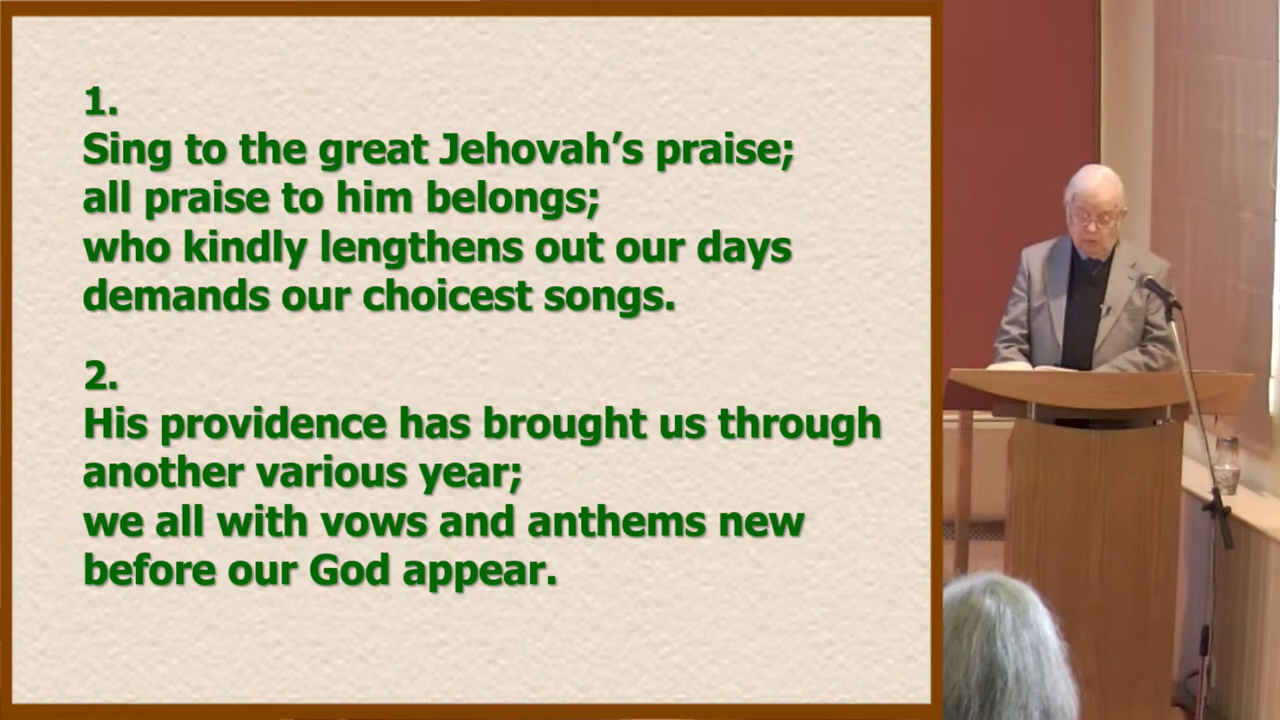 1.
Sing to the great Jehovah’s praise;
all praise to him belongs;
who kindly lengthens out our days
demands our choicest songs.
2.
His providence has brought us through
another various year;
we all with vows and anthems new
before our God appear.